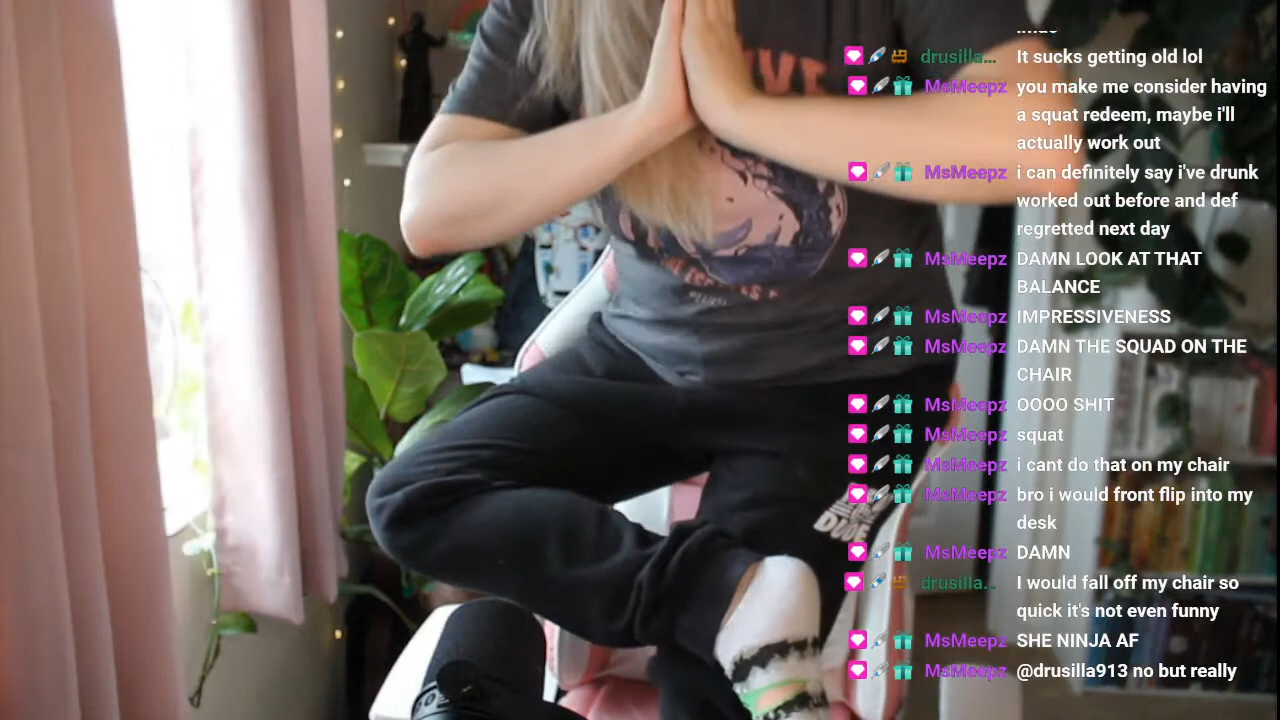 drusilla... It sucks getting old lol
MsMeepz you make me consider having
a squat redeem, maybe i'll
actually work out
MsMeepz i can definitely say i've drunk
worked out before and def
regretted next day
MsMeepz DAMN LOOK AT THAT
BALANCE
MsMeepz IMPRESSIVENESS
MsMeepz DAMN THE SQUAD ON THE
CHAIR
MsMeepz OOOO SHIT
MsMeepz squat
MsMeepz i cant do that on my chair
MsMeepz bro i would front flip into my
desk
MsMeepz DAMN
drusilla... I would fall off my chair so
quick it's not even funny
MsMeepz SHE NINJA AF
MsMeepz @drusilla913 no but really
DUDE